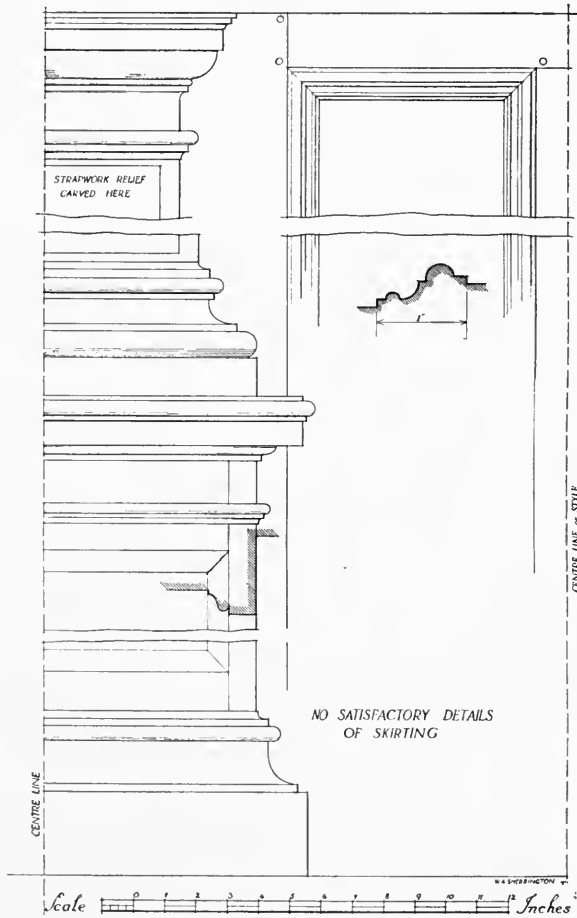 STRAPWORK RELIEF
CARVED HERE
1"
CENTRE LINE OF STYLE
NO SATISFACTORY DETAILS
OF SKIRTING
CENTRE LINE
Scale 0 1 2 3 4 5 6 7 8 9 10 11 12 Inches